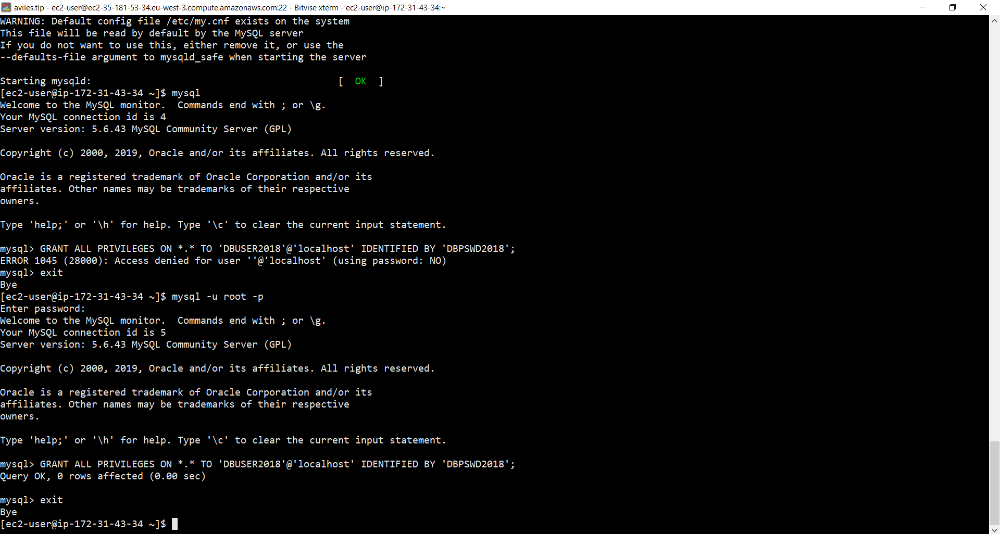 aviles.tlp - ec2-user@ec2-35-181-53-34.eu-west-3.compute.amazonaws.com:22 - Bitvise xterm - ec2-user@ip-172-31-43-34:~
WARNING: Default config file /etc/my.cnf exists on the system
This file will be read by default by the MySQL server
If you do not want to use this, either remove it, or use the
--defaults-file argument to mysqld_safe when starting the server
Starting mysqld:                                           [  OK  ]
[ec2-user@ip-172-31-43-34 ~]$ mysql
Welcome to the MySQL monitor.  Commands end with ; or \g.
Your MySQL connection id is 4
Server version: 5.6.43 MySQL Community Server (GPL)
Copyright (c) 2000, 2019, Oracle and/or its affiliates. All rights reserved.
Oracle is a registered trademark of Oracle Corporation and/or its
affiliates. Other names may be trademarks of their respective
owners.
Type 'help;' or '\h' for help. Type '\c' to clear the current input statement.
mysql> GRANT ALL PRIVILEGES ON *.* TO 'DBUSER2018'@'localhost' IDENTIFIED BY 'DBPSWD2018';
ERROR 1045 (28000): Access denied for user ''@'localhost' (using password: NO)
mysql> exit
Bye
[ec2-user@ip-172-31-43-34 ~]$ mysql -u root -p
Enter password:
Welcome to the MySQL monitor.  Commands end with ; or \g.
Your MySQL connection id is 5
Server version: 5.6.43 MySQL Community Server (GPL)
Copyright (c) 2000, 2019, Oracle and/or its affiliates. All rights reserved.
Oracle is a registered trademark of Oracle Corporation and/or its
affiliates. Other names may be trademarks of their respective
owners.
Type 'help;' or '\h' for help. Type '\c' to clear the current input statement.
mysql> GRANT ALL PRIVILEGES ON *.* TO 'DBUSER2018'@'localhost' IDENTIFIED BY 'DBPSWD2018';
Query OK, 0 rows affected (0.00 sec)
mysql> exit
Bye
[ec2-user@ip-172-31-43-34 ~]$